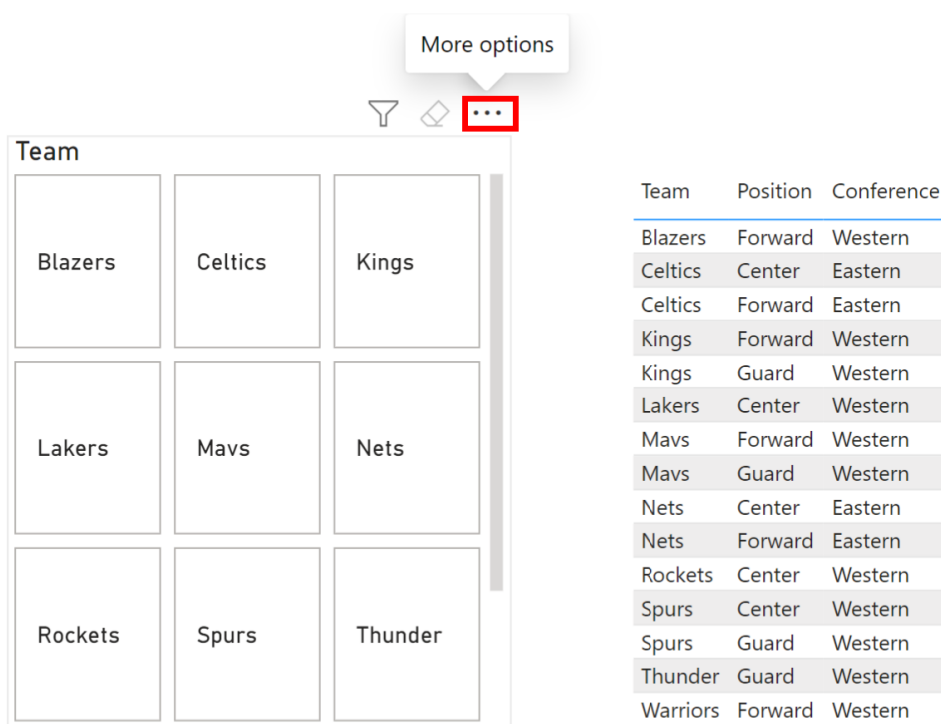 More options
Team
Blazers Celtics Kings
Lakers Mavs Nets
Rockets Spurs Thunder
Team Position Conference
Blazers Forward Western
Celtics Center Eastern
Celtics Forward Eastern
Kings Forward Western
Kings Guard Western
Lakers Center Western
Mavs Forward Western
Mavs Guard Western
Nets Center Eastern
Nets Forward Eastern
Rockets Center Western
Spurs Center Western
Spurs Guard Western
Thunder Guard Western
Warriors Forward Western